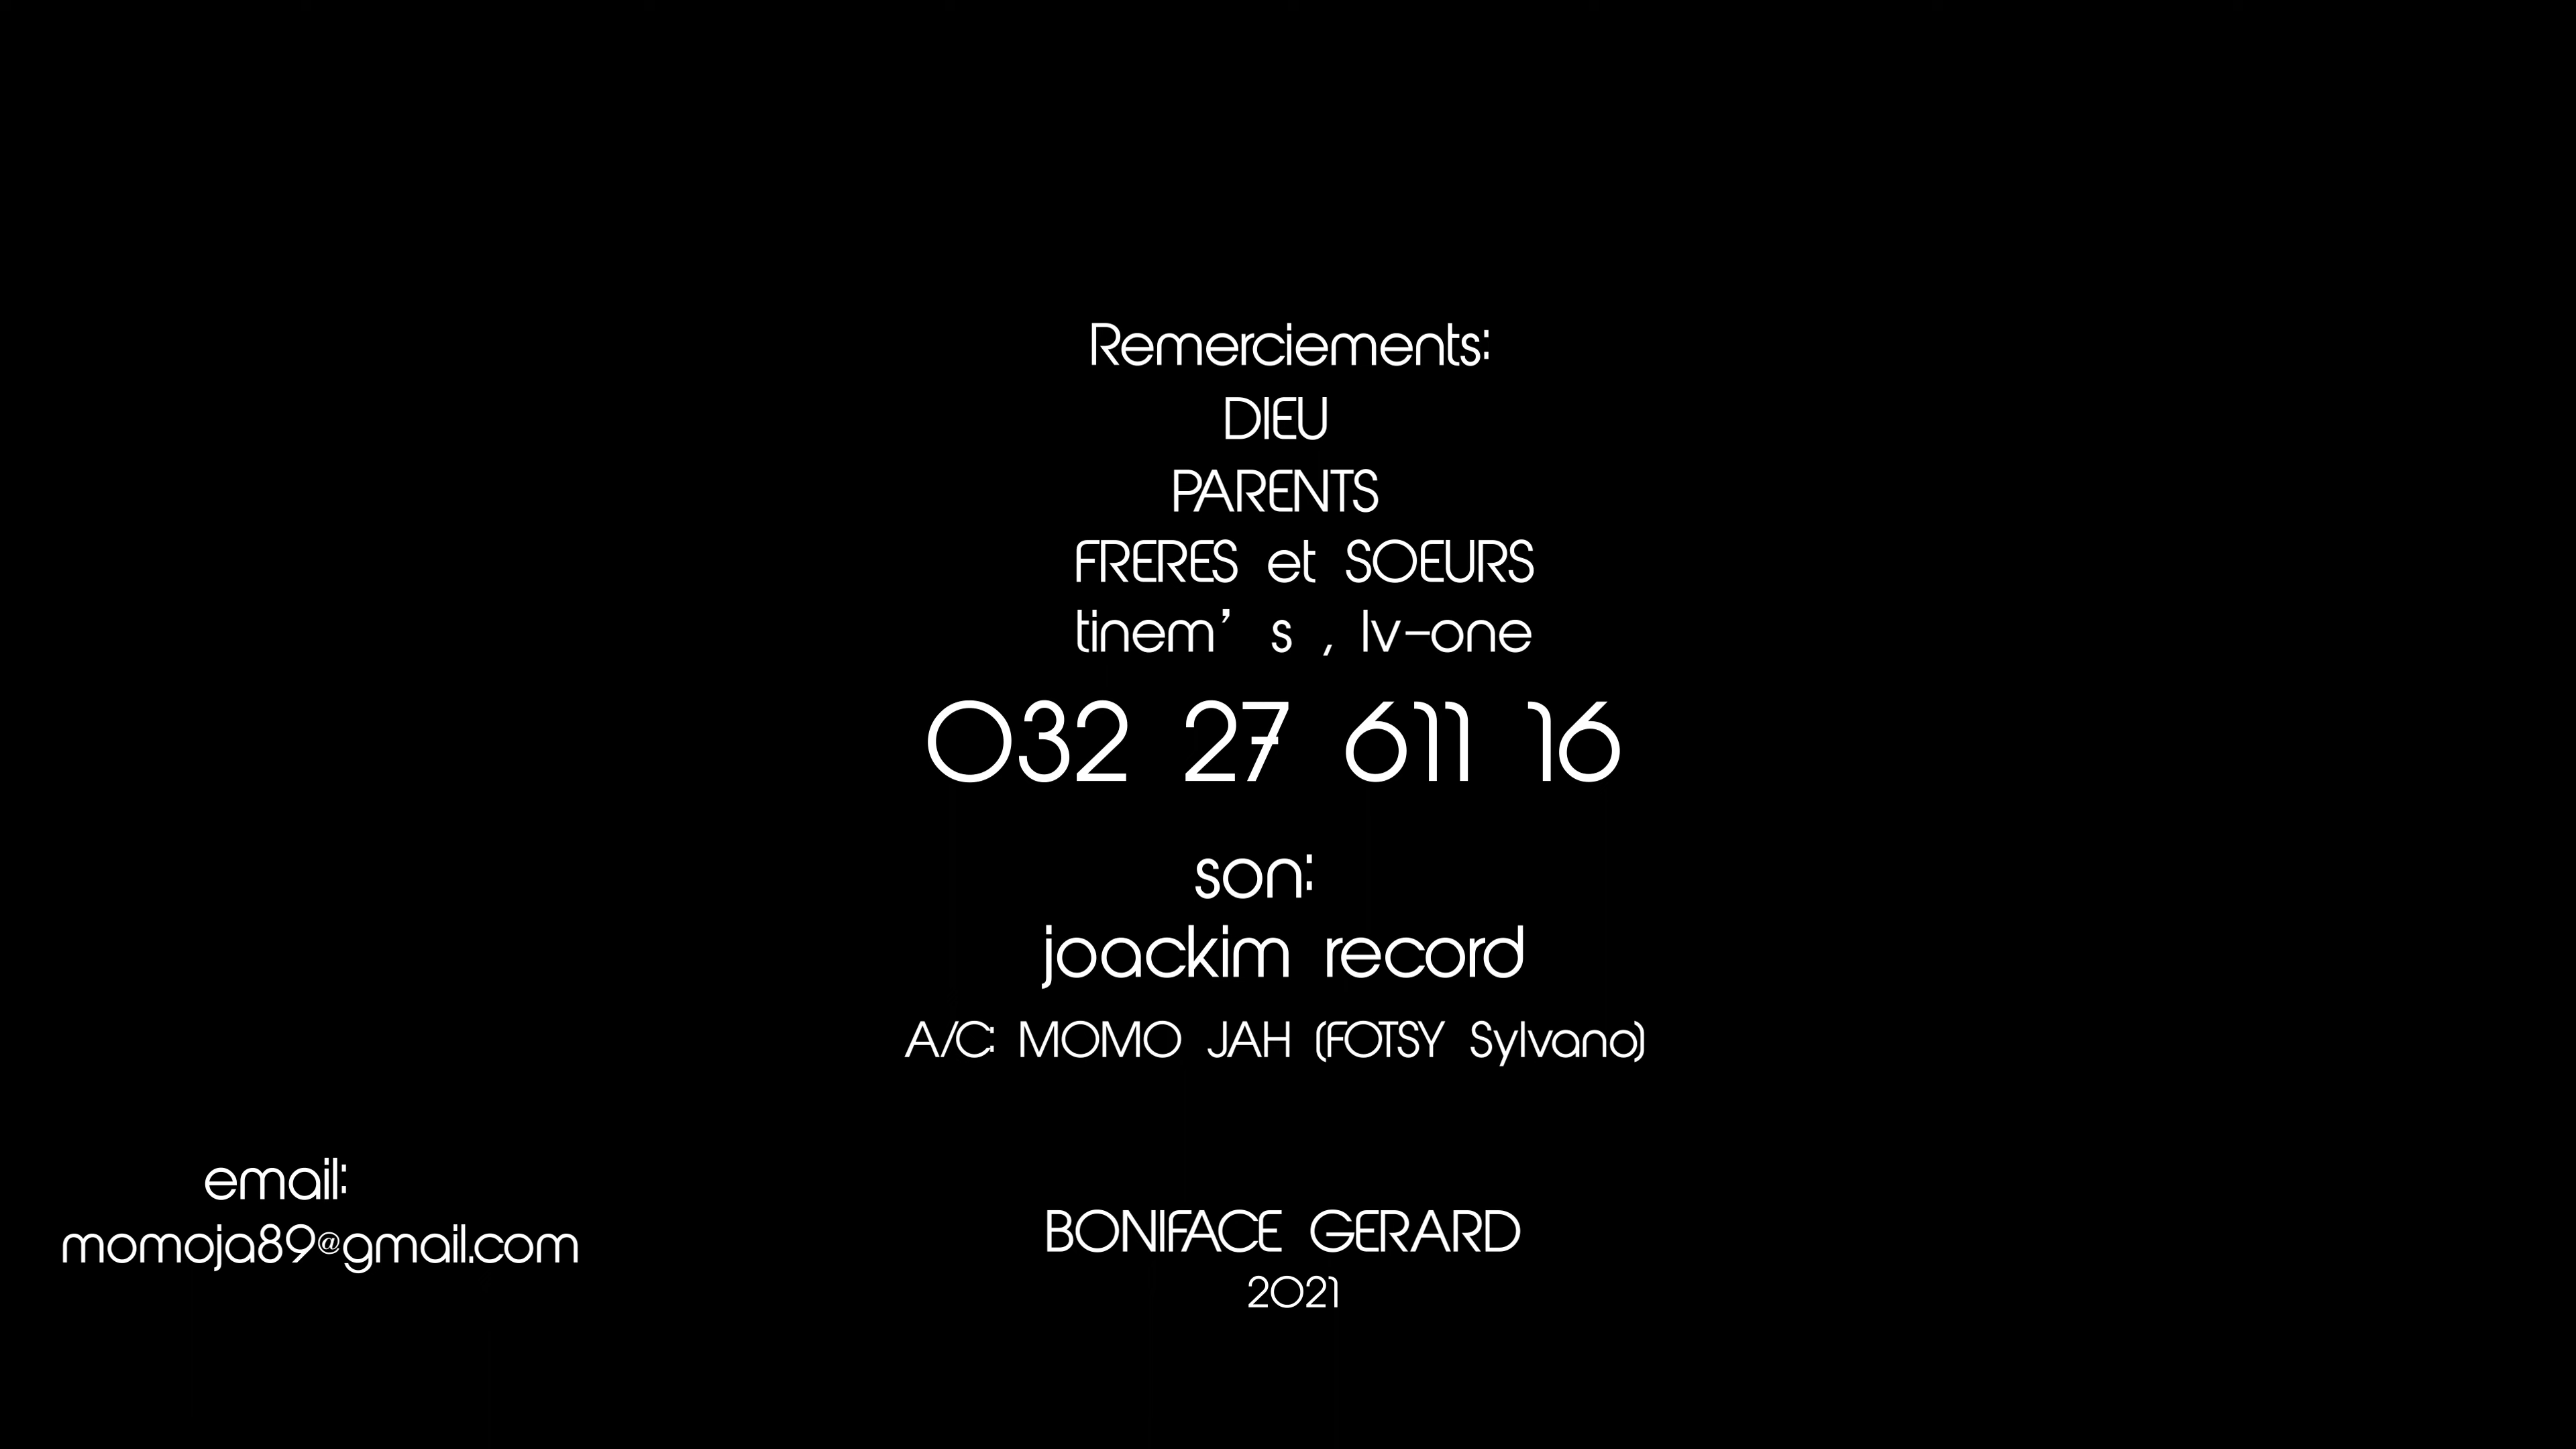 Remerciements:
DIEU
PARENTS
FRERES et SOEURS
tinem's , lv-one
032 27 611 16
son:
joackim record
A/C: MOMO JAH (FOTSY Sylvano)
email:
momoja89@gmail.com
BONIFACE GERARD
2021